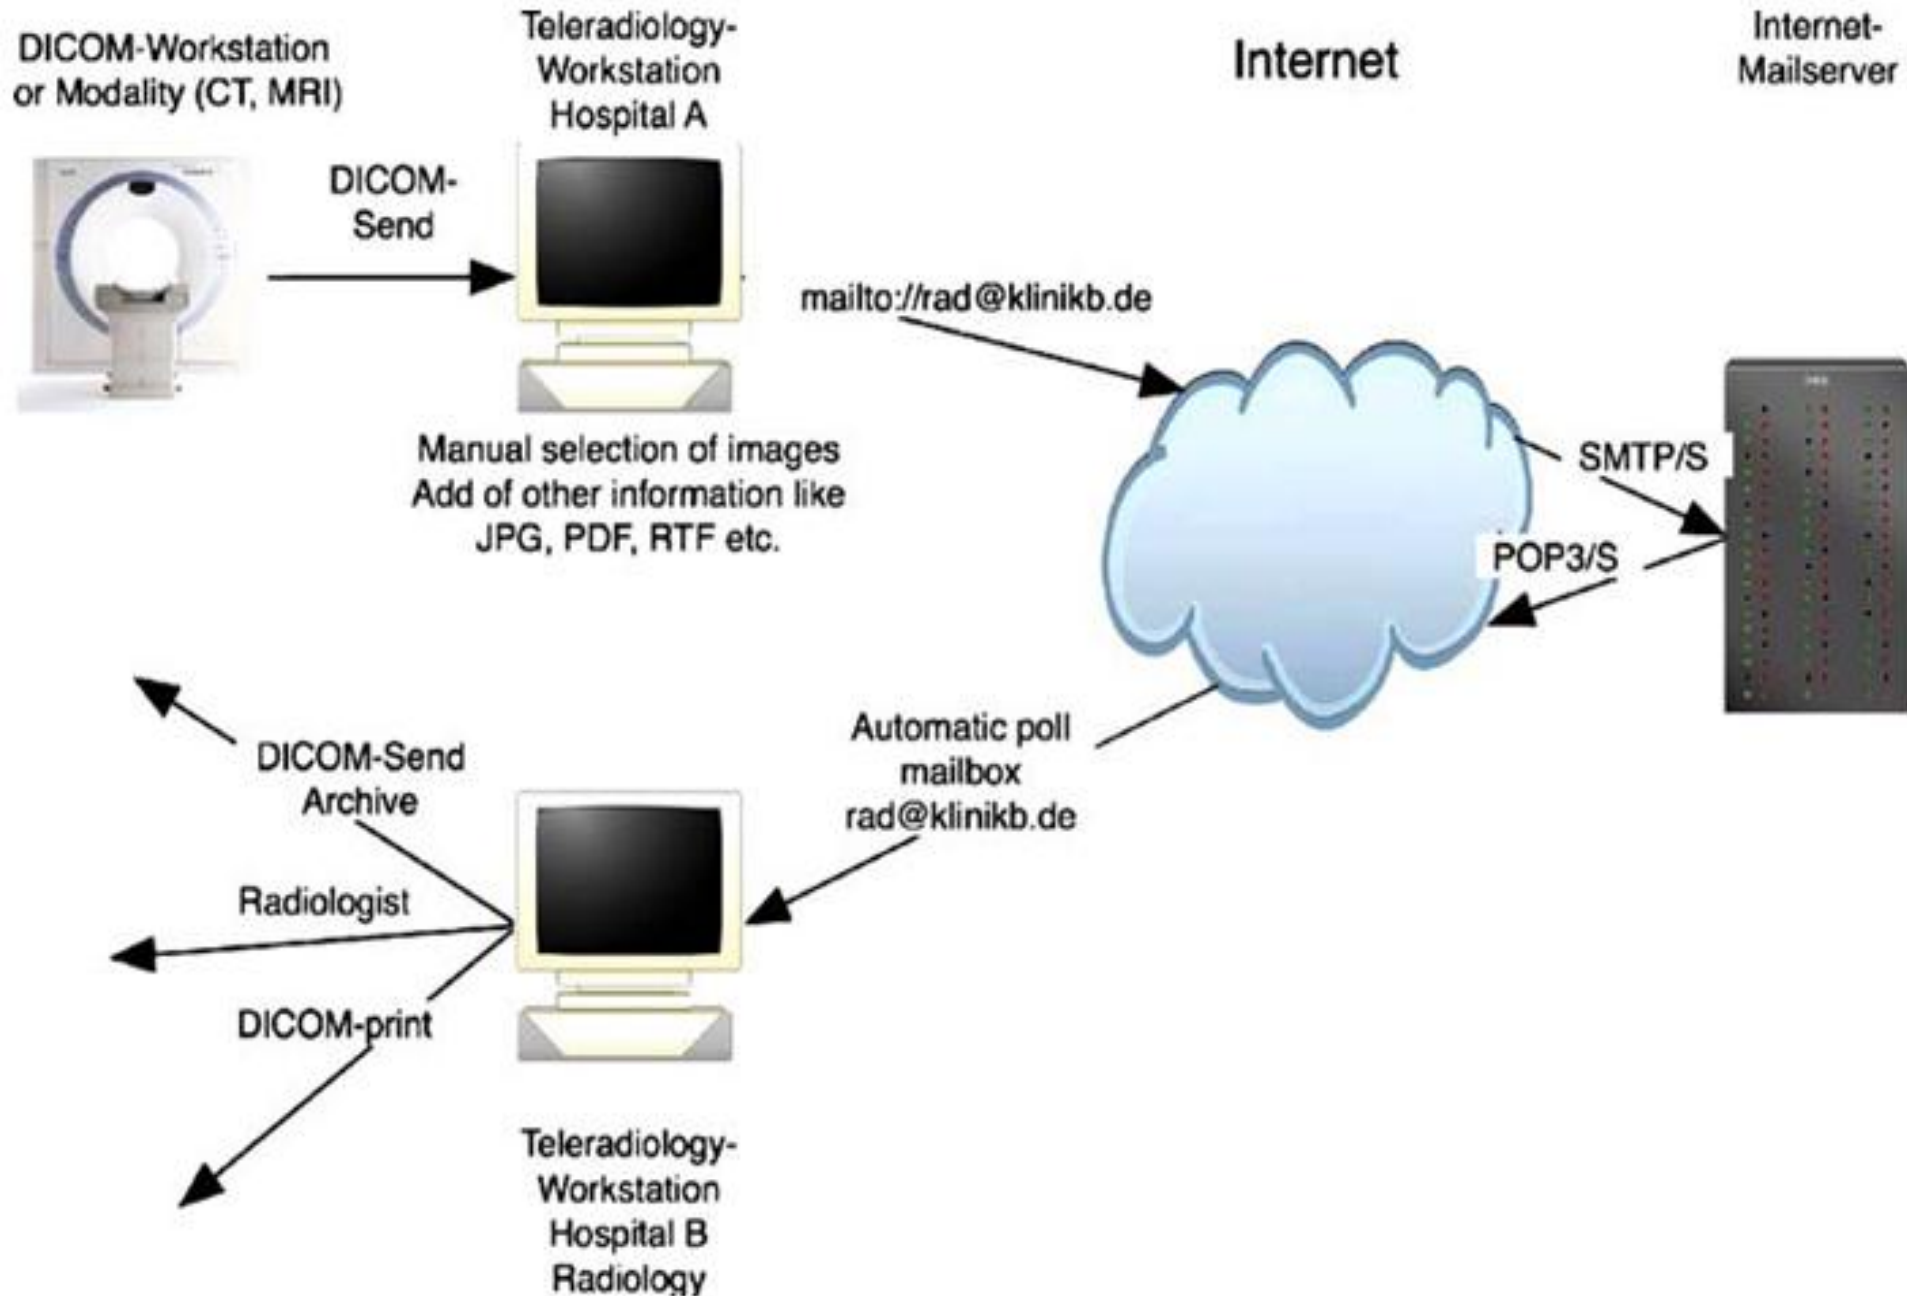 DICOM-Workstation
or Modality (CT, MRI)
Teleradiology-
Workstation
Hospital A
Internet
Internet-
Mailserver
DICOM-
Send
mailto://rad@klinikb.de
Manual selection of images
Add of other information like
JPG, PDF, RTF etc.
SMTP/S
POP3/S
Automatic poll
mailbox
rad@klinikb.de
DICOM-Send
Archive
Radiologist
DICOM-print
Teleradiology-
Workstation
Hospital B
Radiology